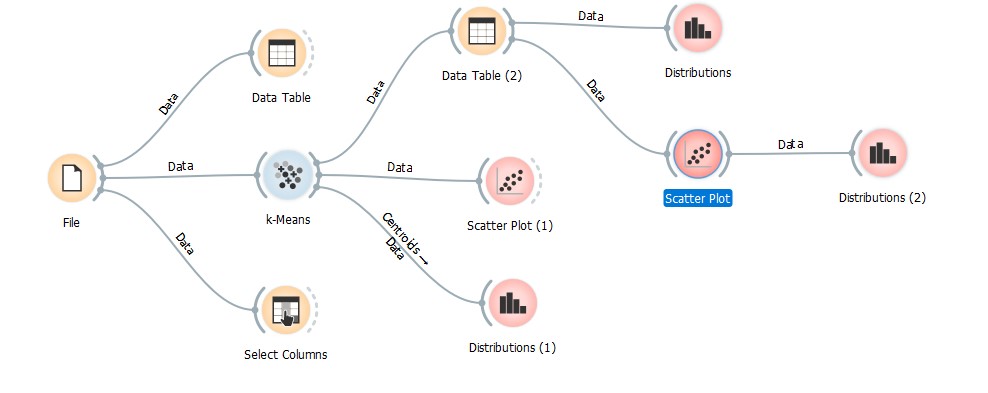 Data
Distributions
Data Table (2)
Data
Data Table
Data
Data
Data
Scatter Plot
Distributions (2)
Data
Data
k-Means
Scatter Plot (1)
File
Data
Centroids →
Data
Select Columns
Distributions (1)